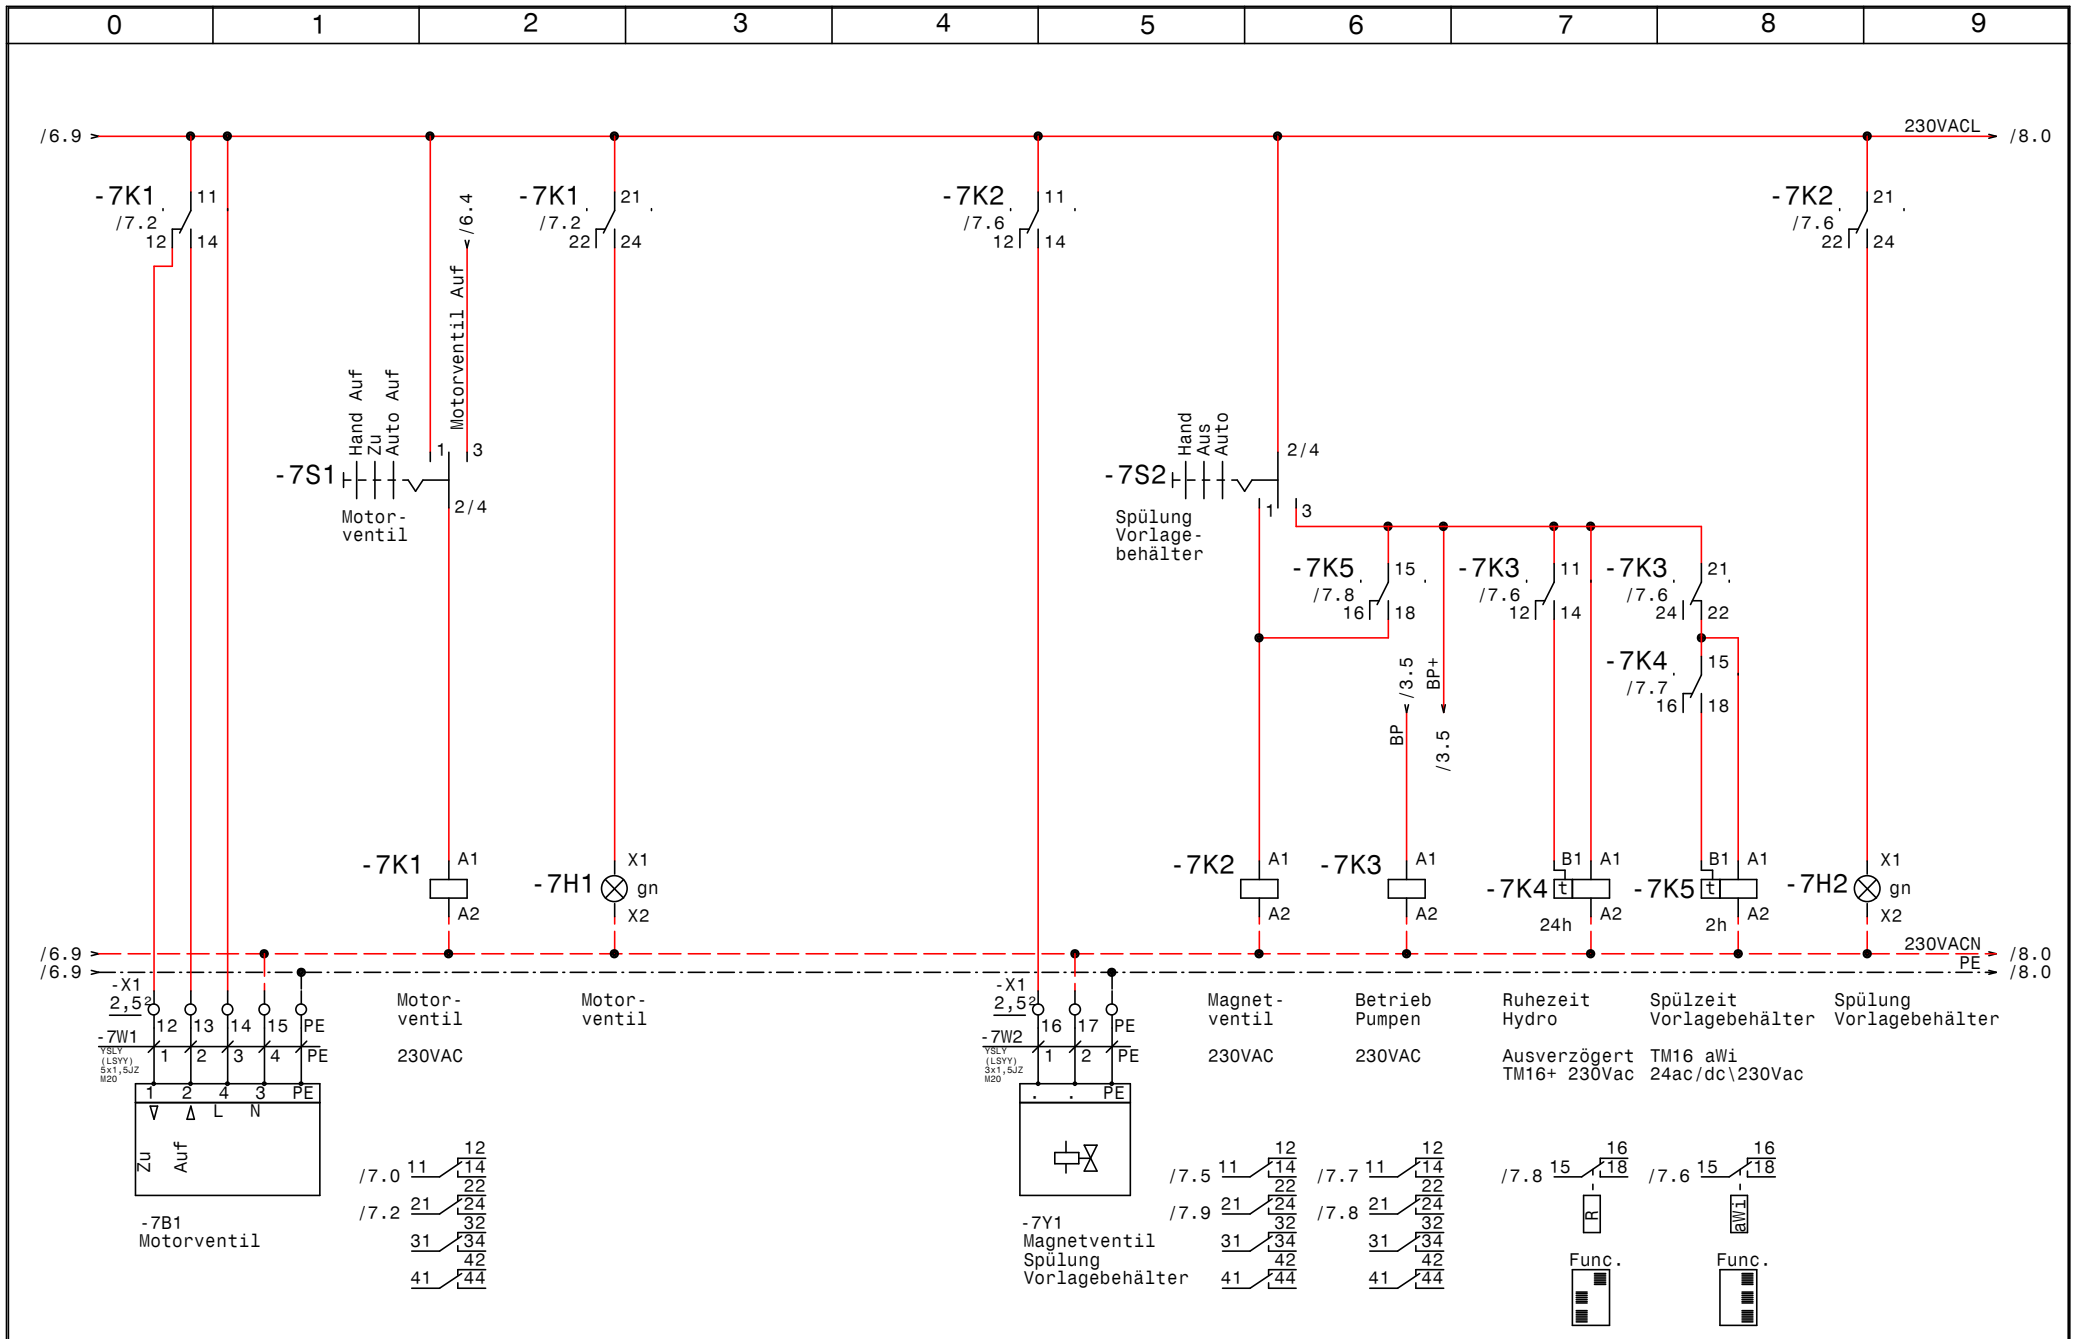 0 1 2 3 4 5 6 7 8 9
/6.9 230VACL /8.0
-7K1 11
/7.2
12 14
/6.4
Motorventil Auf
-7K1 21
/7.2
22 24
-7K2 11
/7.6
12 14
-7K2 21
/7.6
22 24
Hand Auf
Zu
Auto Auf
1 3
-7S1
2/4
Motor-
ventil
Hand
Aus
Auto
2/4
-7S2
1 3
Spülung
Vorlage-
behälter
-7K5 15
/7.8
16 18
-7K3 11
/7.6
12 14
-7K3 21
/7.6
24 22
-7K4 15
/7.7
16 18
/3.5
BP
BP+
/3.5
-7K1 A1
A2
-7H1 X1
gn
X2
-7K2 A1
A2
-7K3 A1
A2
-7K4 B1 A1
t
A2
24h
-7K5 B1 A1
t
A2
2h
-7H2 X1
gn
X2
/6.9 230VACN /8.0
/6.9 PE /8.0
-X1
2,5²
12 13 14 15 PE
-7W1
YSLY
(LSYY)
5x1,5JZ
M20
1 2 3 4 PE
1 2 4 3 PE
L N
Zu
Auf
-7B1
Motorventil
Motor-
ventil
230VAC
Motor-
ventil
-X1
2,5²
16 17 PE
-7W2
YSLY
(LSYY)
3x1,5JZ
M20
1 2 PE
. . PE
-7Y1
Magnetventil
Spülung
Vorlagebehälter
Magnet-
ventil
230VAC
Betrieb
Pumpen
230VAC
Ruhezeit
Hydro
Ausverzögert
TM16+ 230Vac
Spülzeit
Vorlagebehälter
TM16 aWi
24ac/dc\230Vac
Spülung
Vorlagebehälter
12
/7.0 11 14
22
/7.2 21 24
32
31 34
42
41 44
12
/7.5 11 14
22
/7.9 21 24
32
31 34
42
41 44
12
/7.7 11 14
22
/7.8 21 24
32
31 34
42
41 44
16
/7.8 15 18
R
Func.
16
/7.6 15 18
aWi
Func.